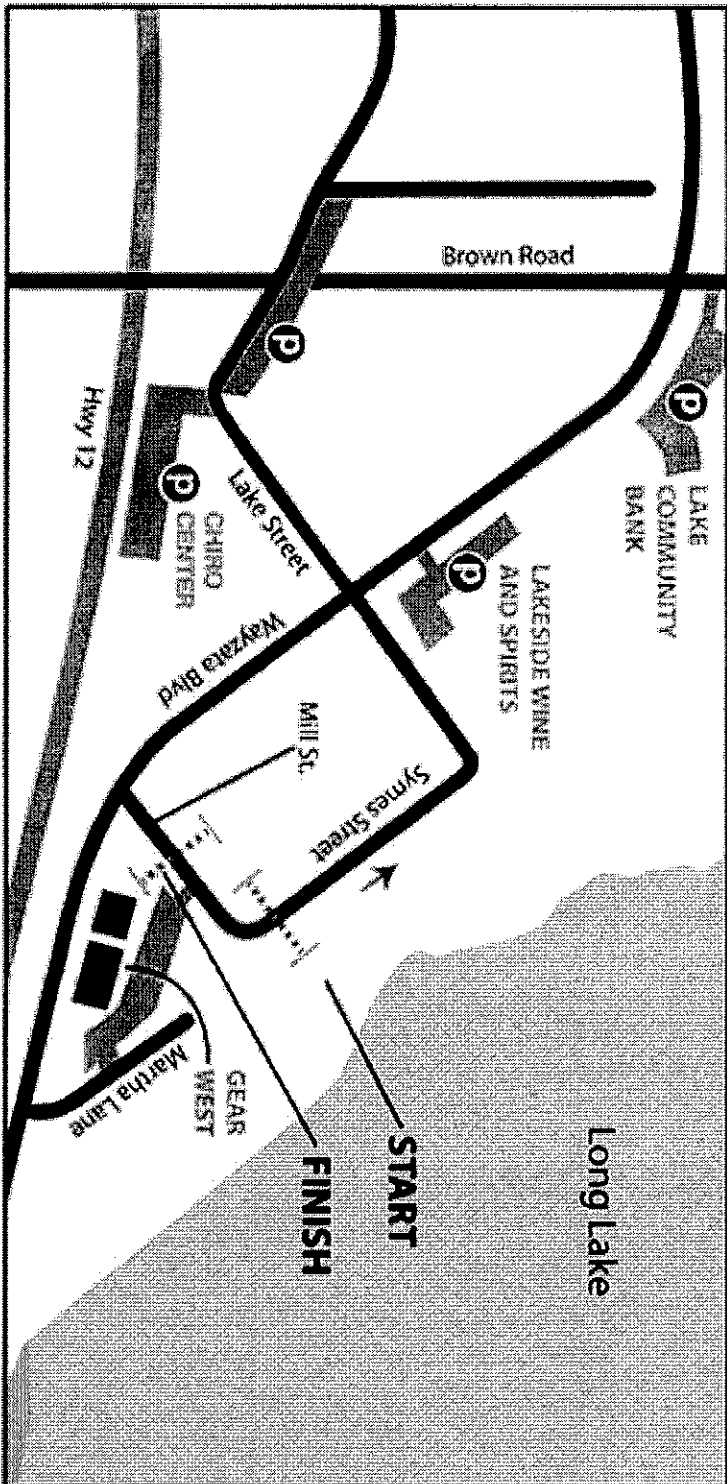 Brown Road
P
P
LAKE
COMMUNITY
BANK
Hwy 12
P
CHIRO
CENTER
Lake Street
P
LAKESIDE WINE
AND SPIRITS
Wayzata Blvd
Mill St.
Symes Street
GEAR
WEST
Martha Lane
START
FINISH
Long Lake